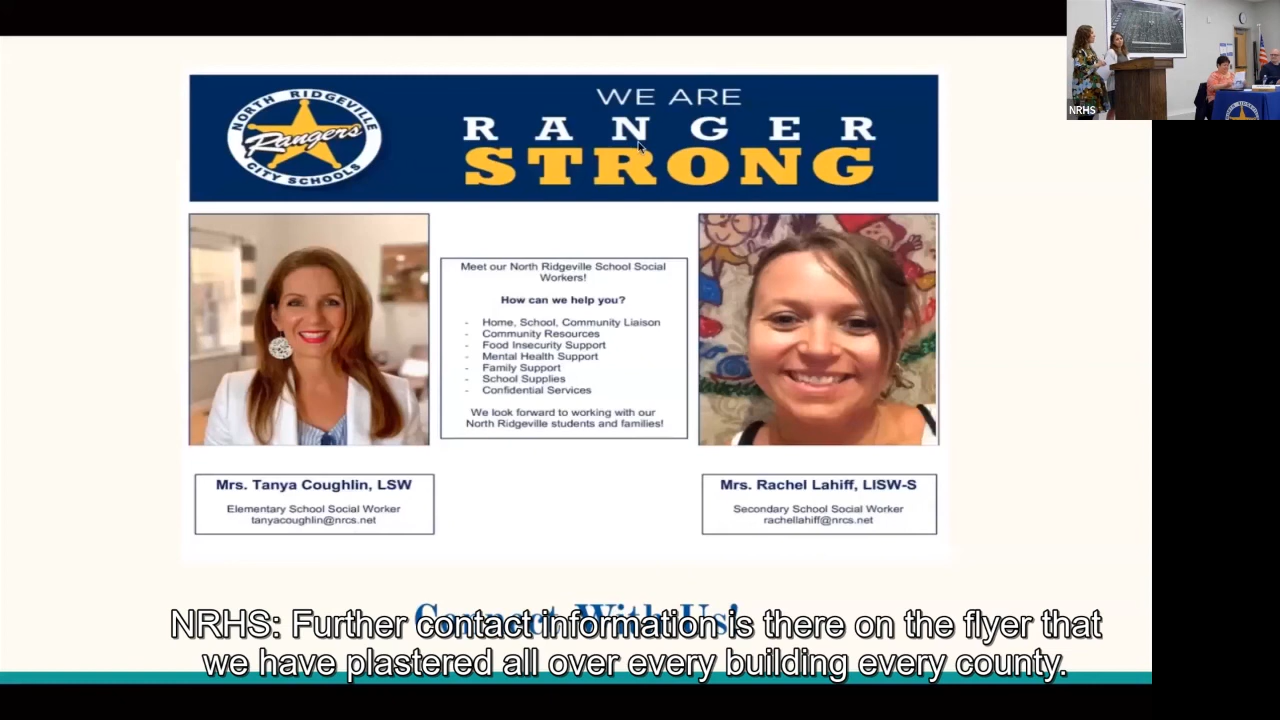 NORTH RIDGEVILLE
Rangers
CITY SCHOOLS
WE ARE
RANGER
STRONG
Meet our North Ridgeville School Social
Workers!
How can we help you?
- Home, School, Community Liaison
- Community Resources
- Food Insecurity Support
- Mental Health Support
- Family Support
- School Supplies
- Confidential Services
We look forward to working with our
North Ridgeville students and families!
Mrs. Tanya Coughlin, LSW
Elementary School Social Worker
tanyacoughlin@nrcs.net
Mrs. Rachel Lahiff, LISW-S
Secondary School Social Worker
rachellahiff@nrcs.net
Connect With Us!
NRHS: Further contact information is there on the flyer that
we have plastered all over every building every county.
NRHS